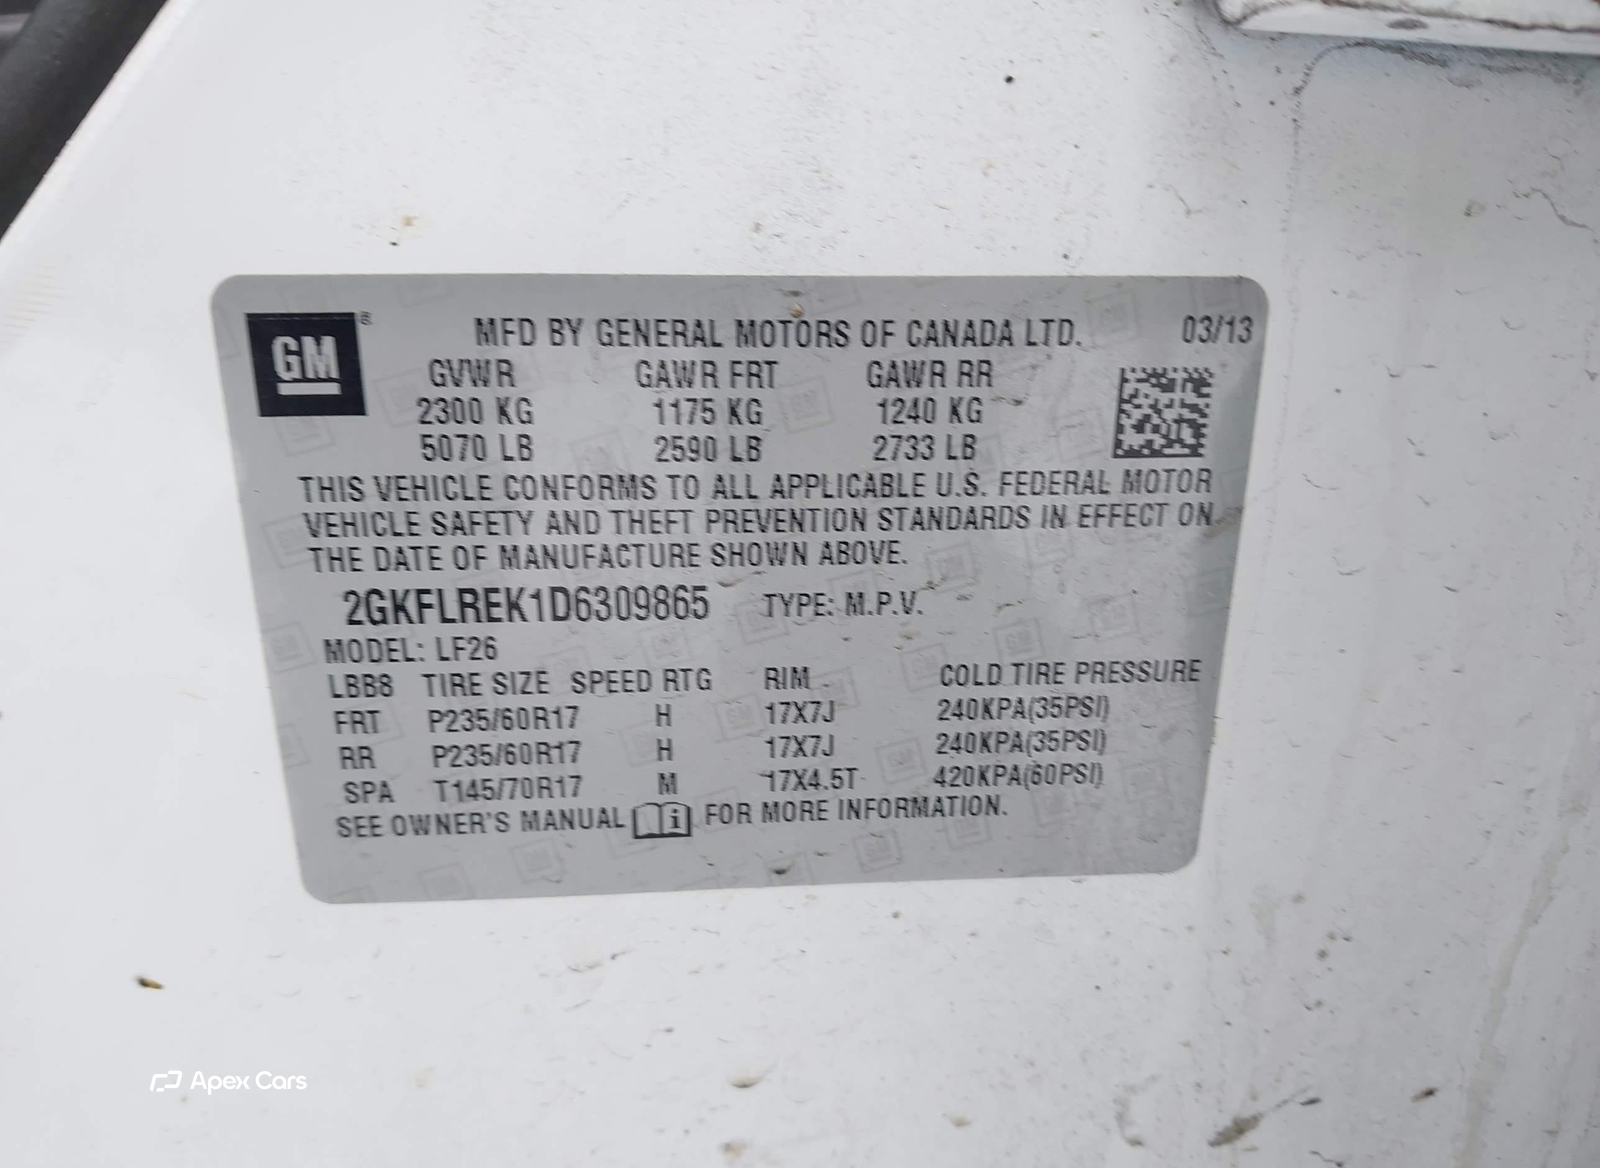 GM ®
MFD BY GENERAL MOTORS OF CANADA LTD. 03/13
GVWR GAWR FRT GAWR RR
2300 KG 1175 KG 1240 KG
5070 LB 2590 LB 2733 LB
THIS VEHICLE CONFORMS TO ALL APPLICABLE U.S. FEDERAL MOTOR
VEHICLE SAFETY AND THEFT PREVENTION STANDARDS IN EFFECT ON
THE DATE OF MANUFACTURE SHOWN ABOVE.
2GKFLREK1D6309865 TYPE: M.P.V.
MODEL: LF26
LBB8 TIRE SIZE SPEED RTG RIM COLD TIRE PRESSURE
FRT P235/60R17 H 17X7J 240KPA(35PSI)
RR P235/60R17 H 17X7J 240KPA(35PSI)
SPA T145/70R17 M 17X4.5T 420KPA(60PSI)
SEE OWNER'S MANUAL i FOR MORE INFORMATION.
Apex Cars